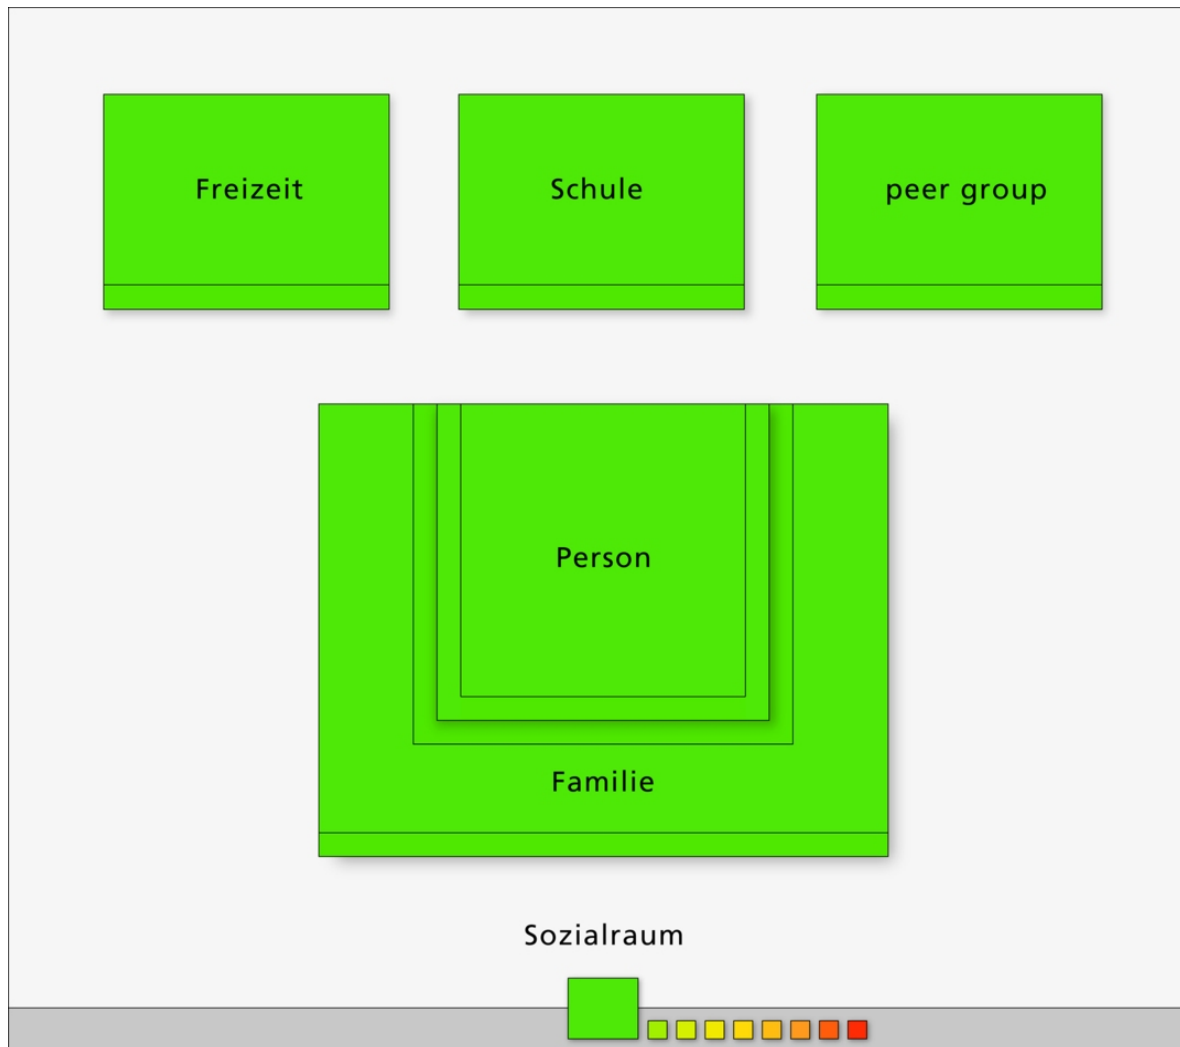 Freizeit
Schule
peer group
Person
Familie
Sozialraum